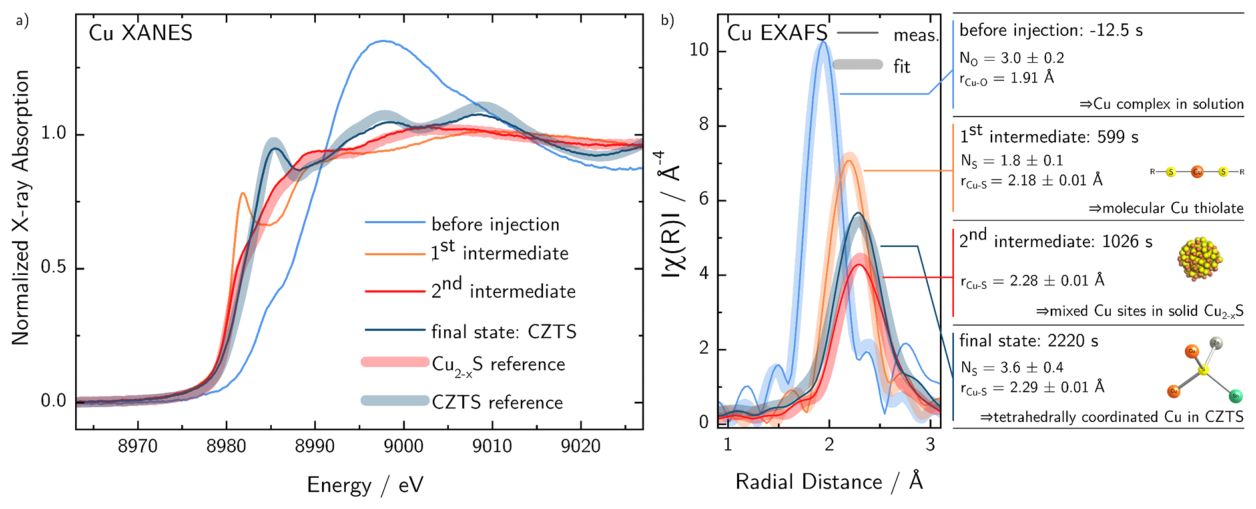 a)
Cu XANES
Normalized X-ray Absorption
1.0
0.5
0.0
8970
8980
8990
9000
9010
9020
Energy / eV
before injection
1st intermediate
2nd intermediate
final state: CZTS
Cu2-xS reference
CZTS reference
b)
Cu EXAFS
meas.
fit
|χ(R)| / Å-4
10
8
6
4
2
0
1
2
3
Radial Distance / Å
before injection: -12.5 s
NO = 3.0 ± 0.2
rCu-O = 1.91 Å
⇒Cu complex in solution
1st intermediate: 599 s
NS = 1.8 ± 0.1
rCu-S = 2.18 ± 0.01 Å
R S Cu S R
⇒molecular Cu thiolate
2nd intermediate: 1026 s
rCu-S = 2.28 ± 0.01 Å
⇒mixed Cu sites in solid Cu2-xS
final state: 2220 s
NS = 3.6 ± 0.4
rCu-S = 2.29 ± 0.01 Å
⇒tetrahedrally coordinated Cu in CZTS